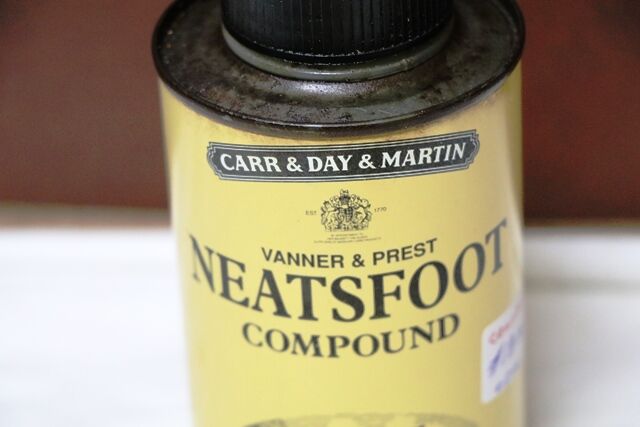 CARR & DAY & MARTIN
EST 1770
VANNER & PREST
NEATSFOOT
COMPOUND